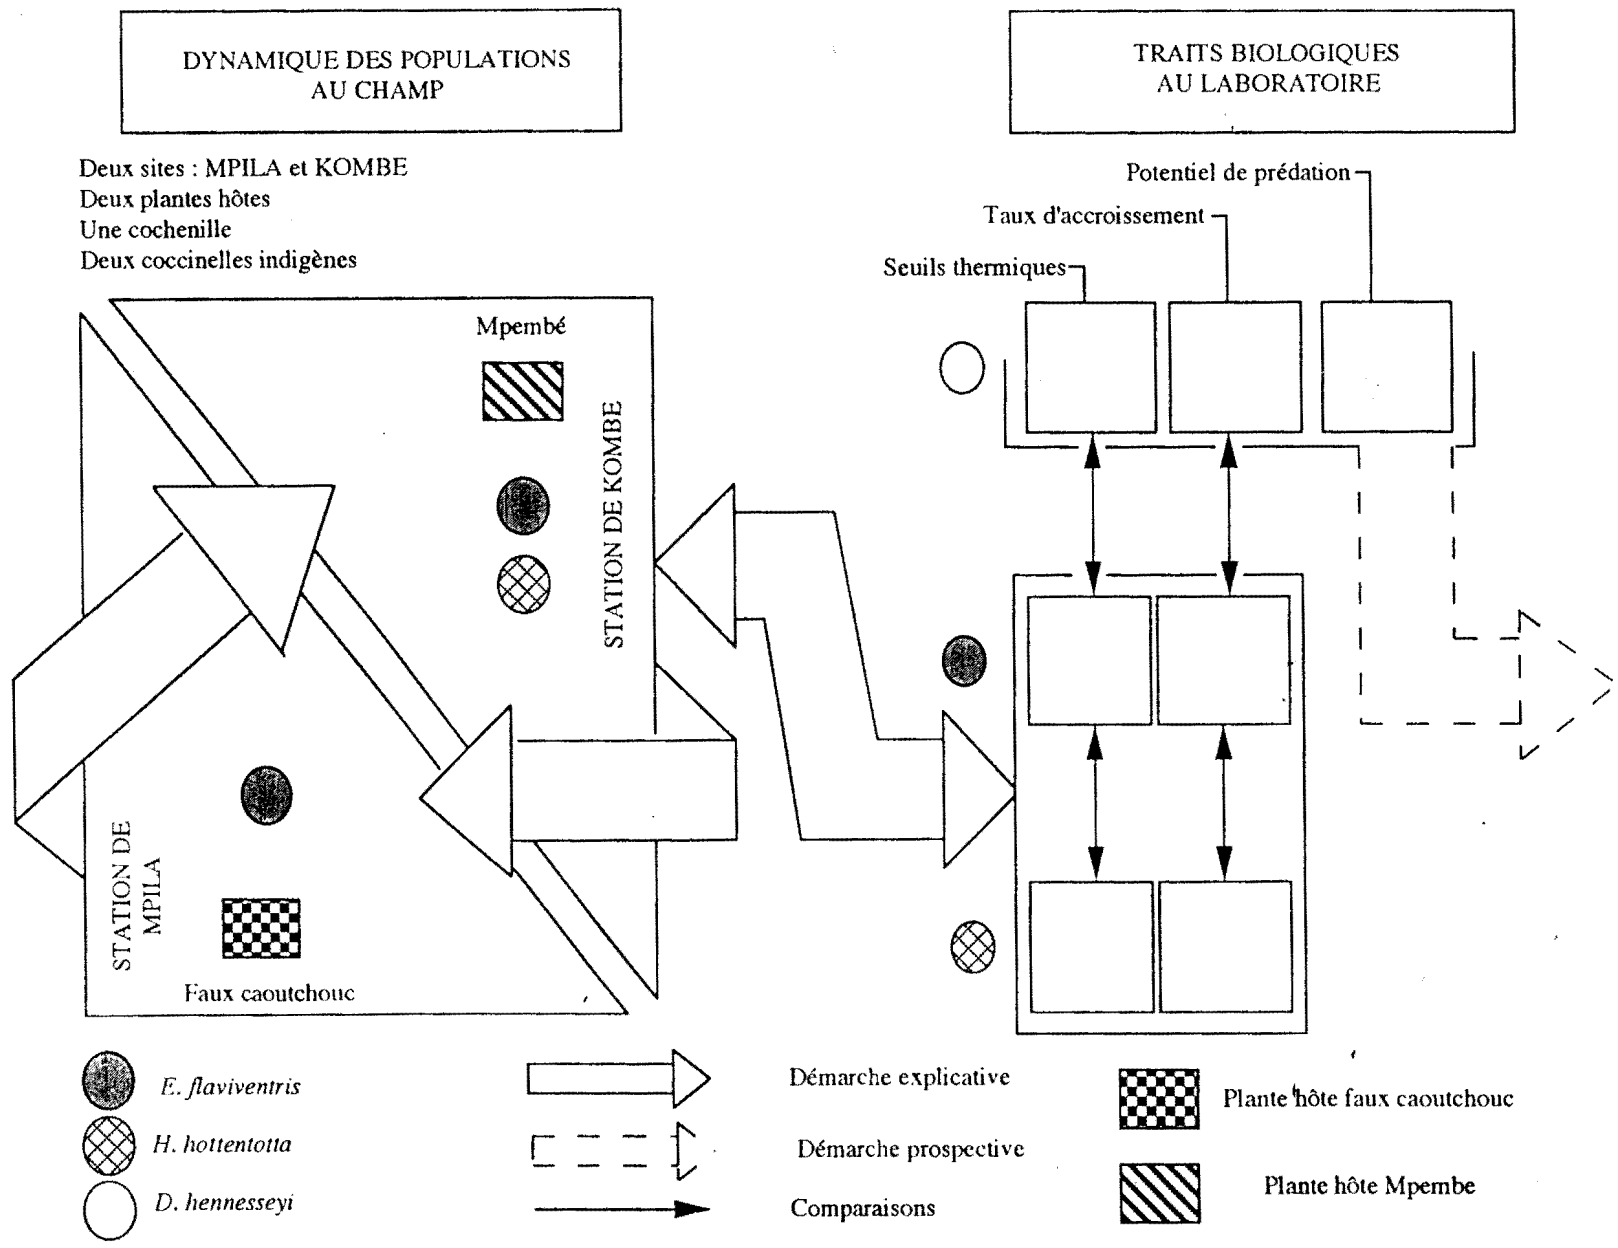 DYNAMIQUE DES POPULATIONS
AU CHAMP
TRAITS BIOLOGIQUES
AU LABORATOIRE
Deux sites : MPILA et KOMBE
Deux plantes hôtes
Une cochenille
Deux coccinelles indigènes
Potentiel de prédation
Taux d'accroissement
Seuils thermiques
Mpembé
STATION DE KOMBE
STATION DE
MPILA
Faux caoutchouc
E. flaviventris
H. hottentotta
D. hennesseyi
Démarche explicative
Démarche prospective
Comparaisons
Plante hôte faux caoutchouc
Plante hôte Mpembe